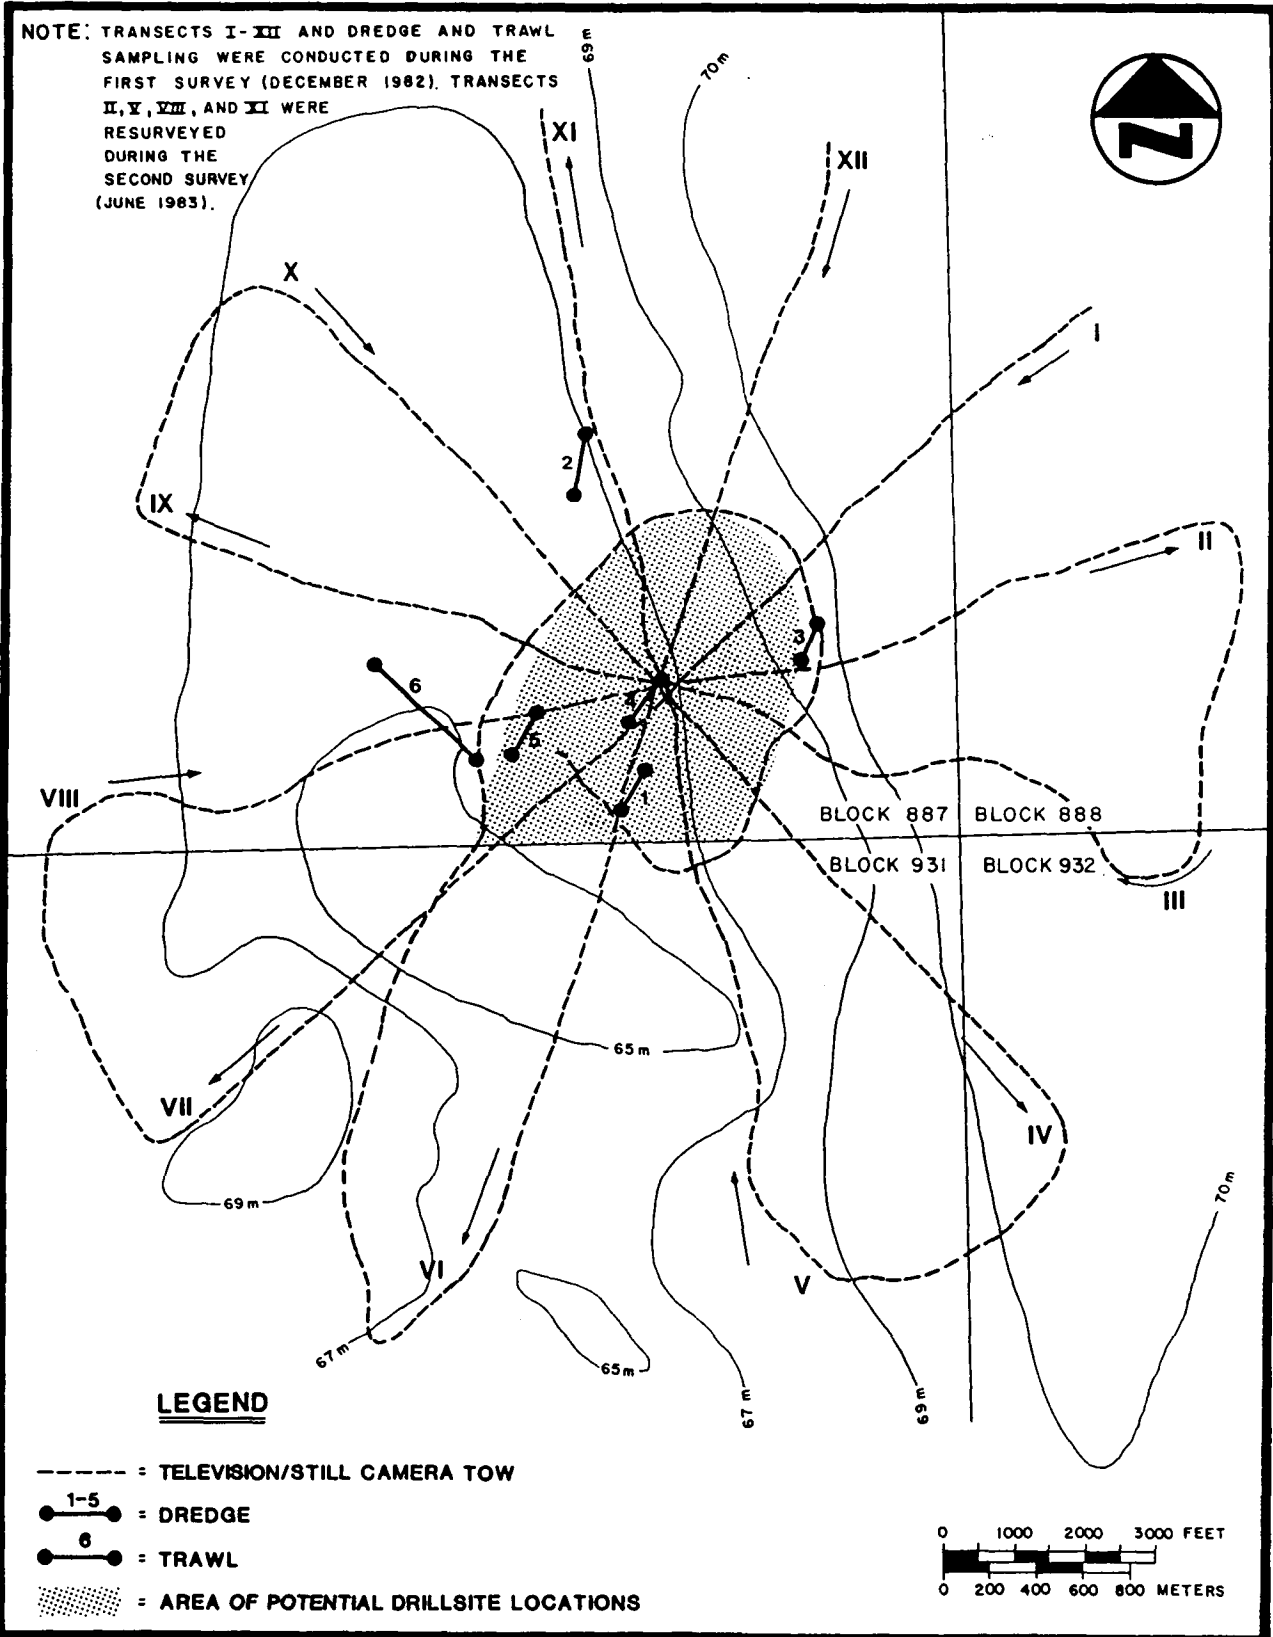 NOTE: TRANSECTS I-XII AND DREDGE AND TRAWL
SAMPLING WERE CONDUCTED DURING THE
FIRST SURVEY (DECEMBER 1982). TRANSECTS
II, V, VIII, AND XI WERE
RESURVEYED
DURING THE
SECOND SURVEY
(JUNE 1983).
69m
70m
N
XI
XII
X
I
2
IX
II
3
6
4
5
1
VIII
BLOCK 887
BLOCK 888
BLOCK 931
BLOCK 932
III
65m
VII
IV
69m
70m
VI
V
67m
65m
67m
69m
LEGEND
= TELEVISION/STILL CAMERA TOW
1-5
= DREDGE
6
= TRAWL
= AREA OF POTENTIAL DRILLSITE LOCATIONS
0 1000 2000 3000 FEET
0 200 400 600 800 METERS